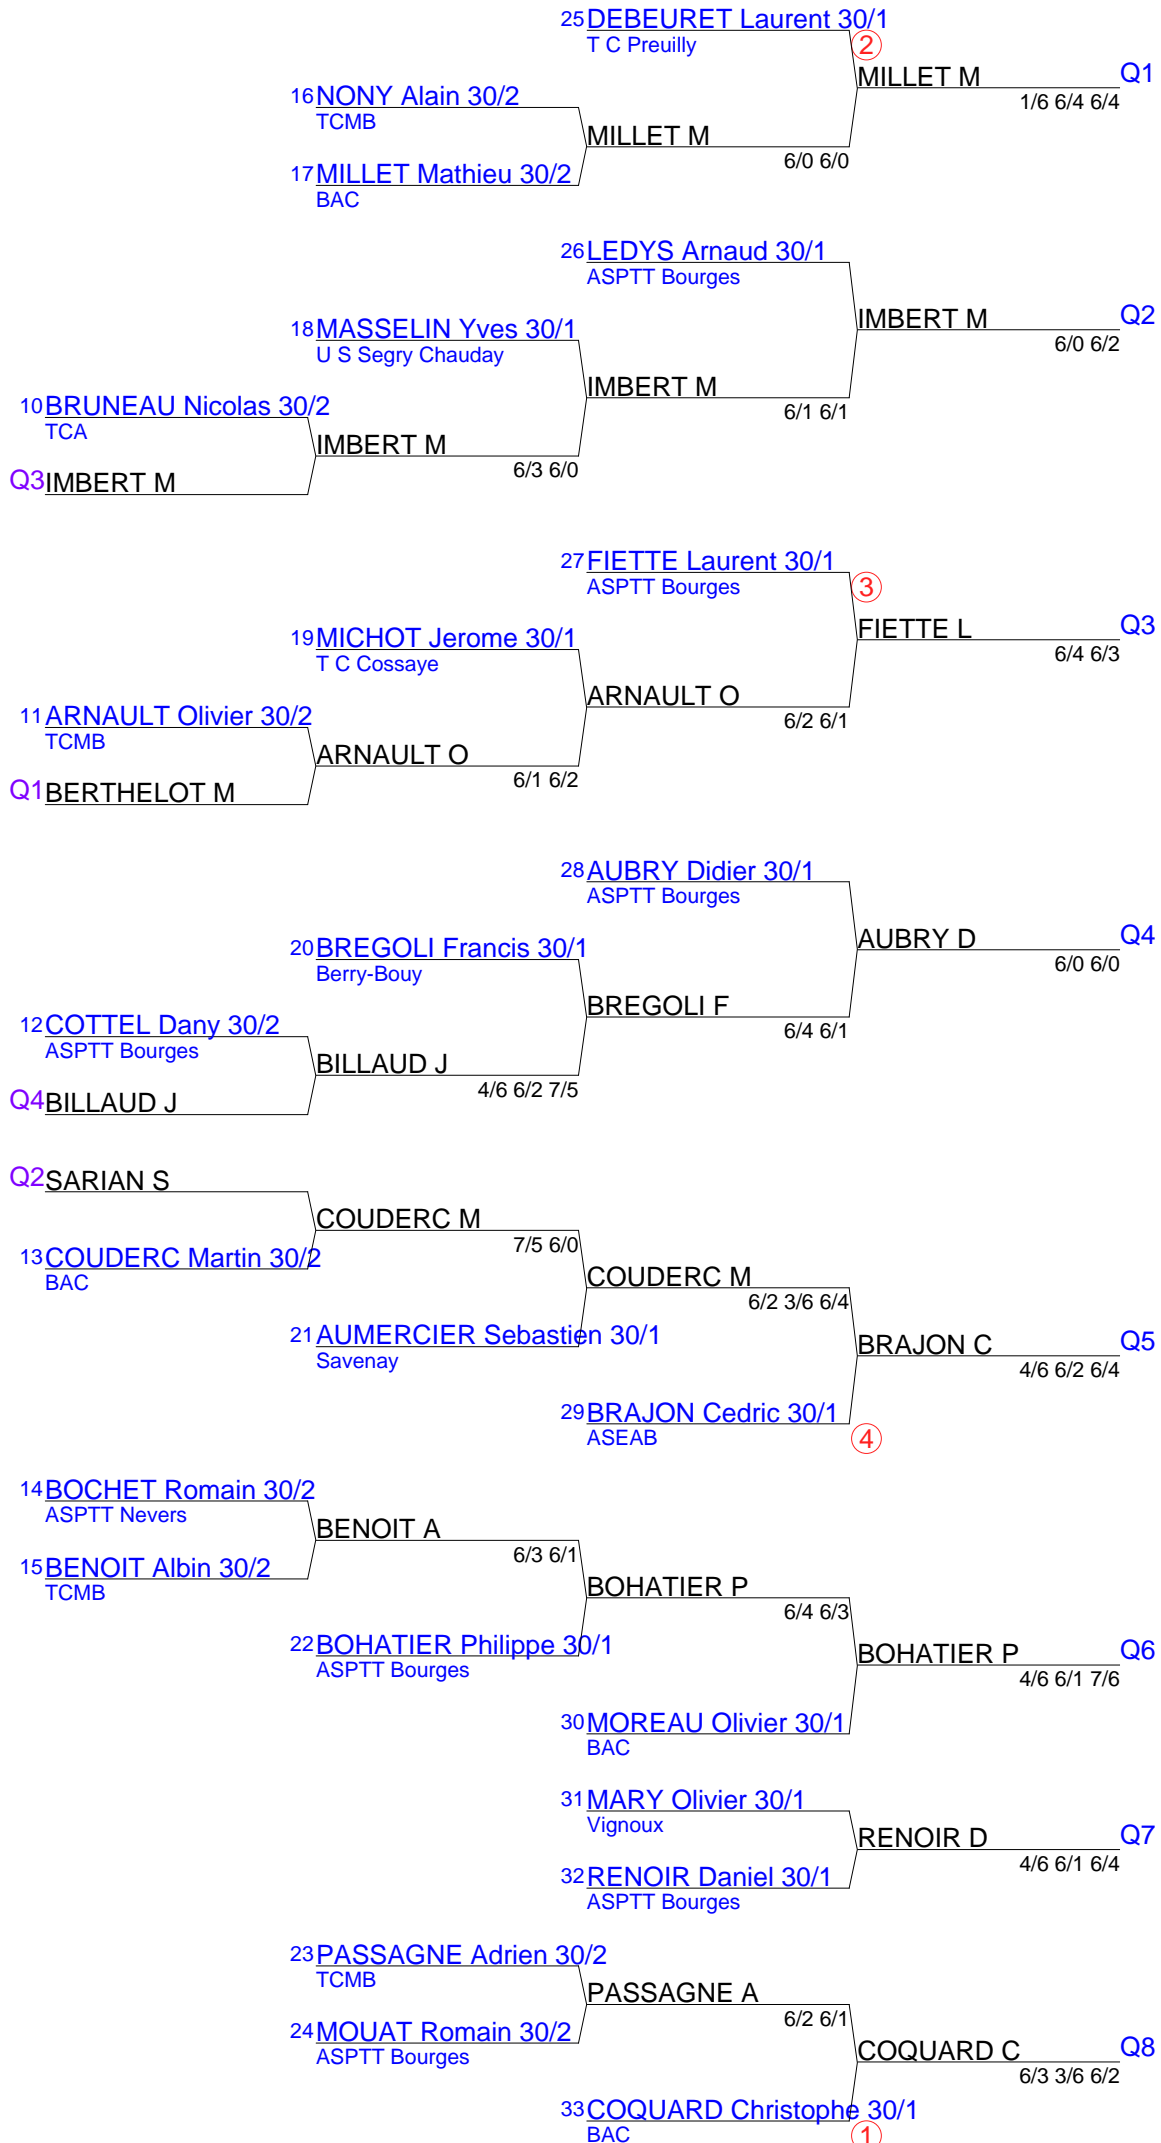 25 DEBEURET Laurent 30/1
T C Preuilly
2
MILLET M
Q1
1/6 6/4 6/4
16 NONY Alain 30/2
TCMB
MILLET M
6/0 6/0
17 MILLET Mathieu 30/2
BAC
26 LEDYS Arnaud 30/1
ASPTT Bourges
IMBERT M
Q2
6/0 6/2
18 MASSELIN Yves 30/1
U S Segry Chauday
IMBERT M
6/1 6/1
10 BRUNEAU Nicolas 30/2
TCA
IMBERT M
6/3 6/0
Q3 IMBERT M
27 FIETTE Laurent 30/1
ASPTT Bourges
3
FIETTE L
Q3
6/4 6/3
19 MICHOT Jerome 30/1
T C Cossaye
ARNAULT O
6/2 6/1
11 ARNAULT Olivier 30/2
TCMB
ARNAULT O
6/1 6/2
Q1 BERTHELOT M
28 AUBRY Didier 30/1
ASPTT Bourges
AUBRY D
Q4
6/0 6/0
20 BREGOLI Francis 30/1
Berry-Bouy
BREGOLI F
6/4 6/1
12 COTTEL Dany 30/2
ASPTT Bourges
BILLAUD J
4/6 6/2 7/5
Q4 BILLAUD J
Q2 SARIAN S
COUDERC M
7/5 6/0
13 COUDERC Martin 30/2
BAC
COUDERC M
6/2 3/6 6/4
21 AUMERCIER Sebastien 30/1
Savenay
BRAJON C
Q5
4/6 6/2 6/4
29 BRAJON Cedric 30/1
ASEAB
4
14 BOCHET Romain 30/2
ASPTT Nevers
BENOIT A
6/3 6/1
15 BENOIT Albin 30/2
TCMB
BOHATIER P
6/4 6/3
22 BOHATIER Philippe 30/1
ASPTT Bourges
BOHATIER P
Q6
4/6 6/1 7/6
30 MOREAU Olivier 30/1
BAC
31 MARY Olivier 30/1
Vignoux
RENOIR D
Q7
4/6 6/1 6/4
32 RENOIR Daniel 30/1
ASPTT Bourges
23 PASSAGNE Adrien 30/2
TCMB
PASSAGNE A
6/2 6/1
24 MOUAT Romain 30/2
ASPTT Bourges
COQUARD C
Q8
6/3 3/6 6/2
33 COQUARD Christophe 30/1
BAC
1